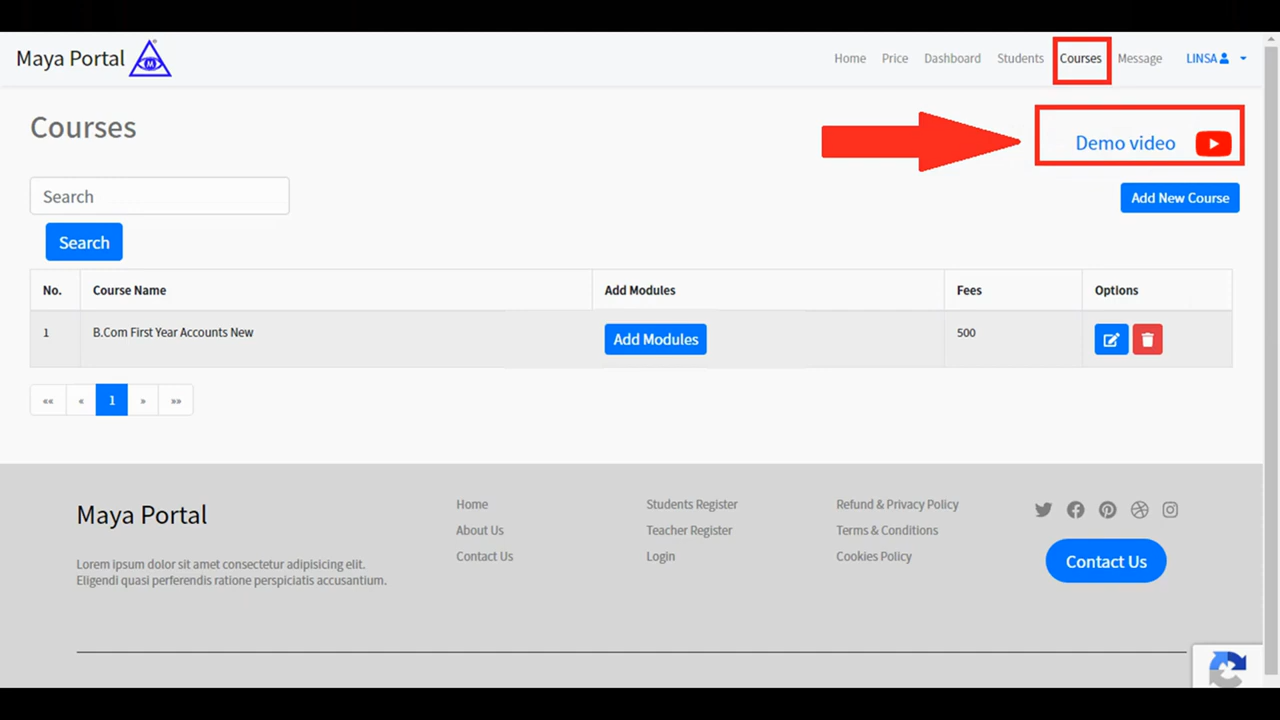 Maya Portal
Home Price Dashboard Students Courses Message LINSA
Courses
Demo video
Search
Add New Course
Search
No. Course Name Add Modules Fees Options
1 B.Com First Year Accounts New Add Modules 500
«« « 1 » »»
Maya Portal
Lorem ipsum dolor sit amet consectetur adipisicing elit.
Eligendi quasi perferendis ratione perspiciatis accusantium.
Home
About Us
Contact Us
Students Register
Teacher Register
Login
Refund & Privacy Policy
Terms & Conditions
Cookies Policy
Contact Us